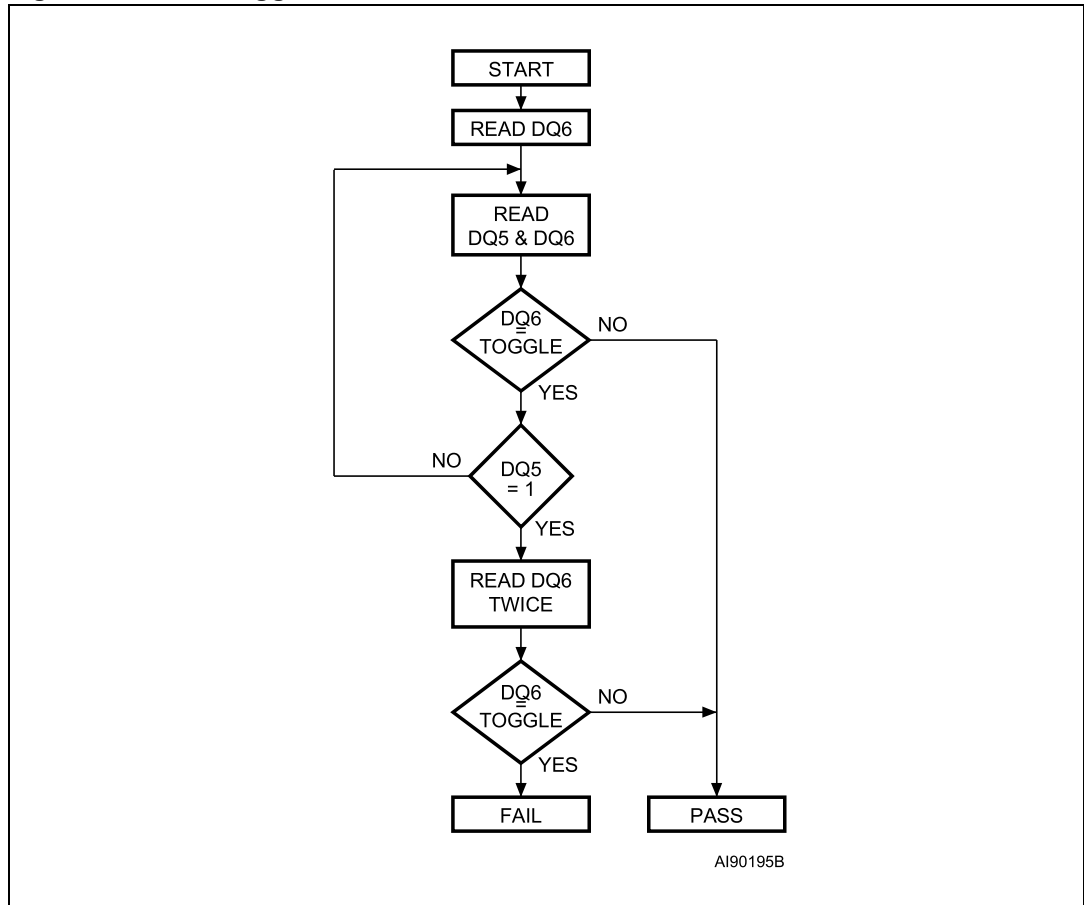 START
READ DQ6
READ
DQ5 & DQ6
DQ6
=
TOGGLE
NO
YES
NO
DQ5
= 1
YES
READ DQ6
TWICE
DQ6
=
TOGGLE
NO
YES
FAIL
PASS
AI90195B